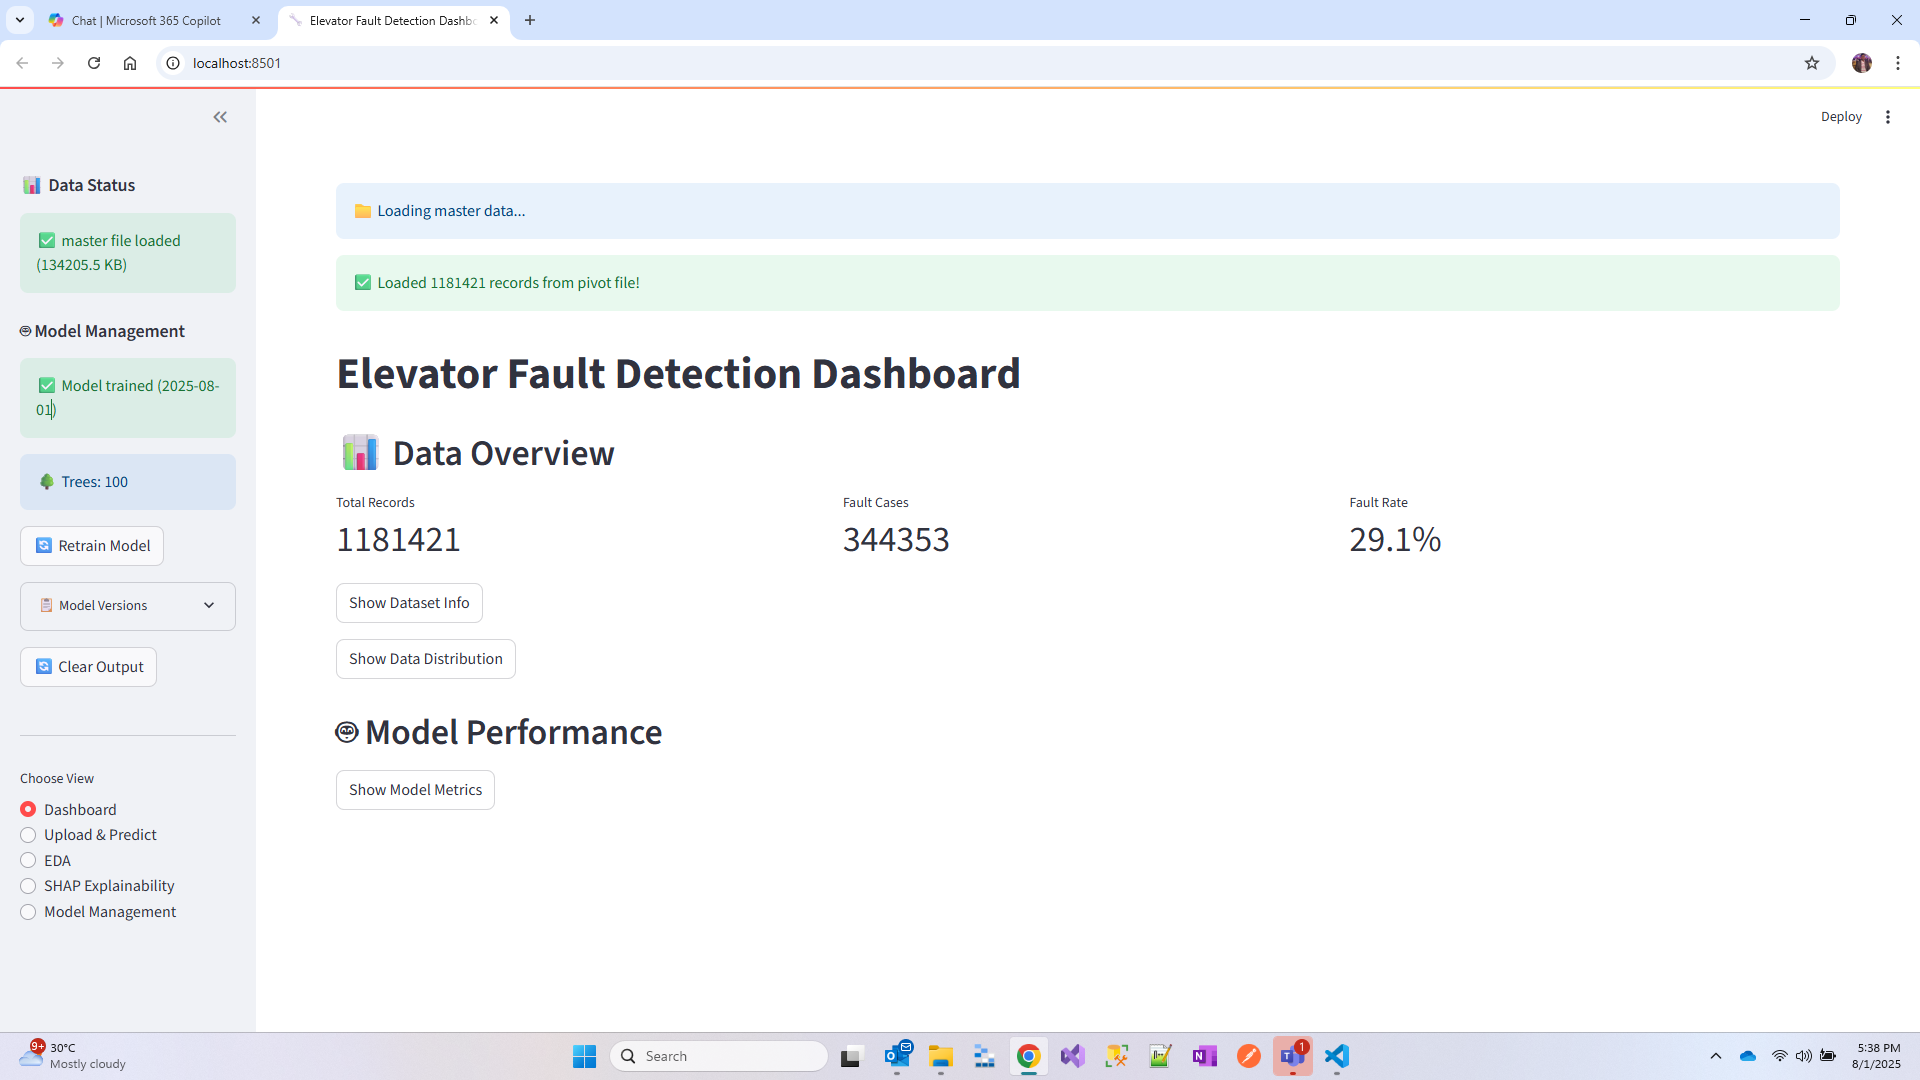 Chat | Microsoft 365 Copilot
Elevator Fault Detection Dashbo
localhost:8501
Deploy
Data Status
master file loaded
(134205.5 KB)
Model Management
Model trained (2025-08-
01)
Trees: 100
Retrain Model
Model Versions
Clear Output
Choose View
Dashboard
Upload & Predict
EDA
SHAP Explainability
Model Management
Loading master data...
Loaded 1181421 records from pivot file!
Elevator Fault Detection Dashboard
Data Overview
Total Records
1181421
Fault Cases
344353
Fault Rate
29.1%
Show Dataset Info
Show Data Distribution
Model Performance
Show Model Metrics
9+
30°C
Mostly cloudy
Search
1
5:38 PM
8/1/2025